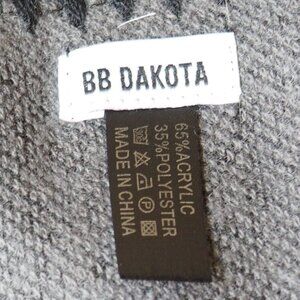 BB DAKOTA
65%ACRYLIC
35%POLYESTER
MADE IN CHINA